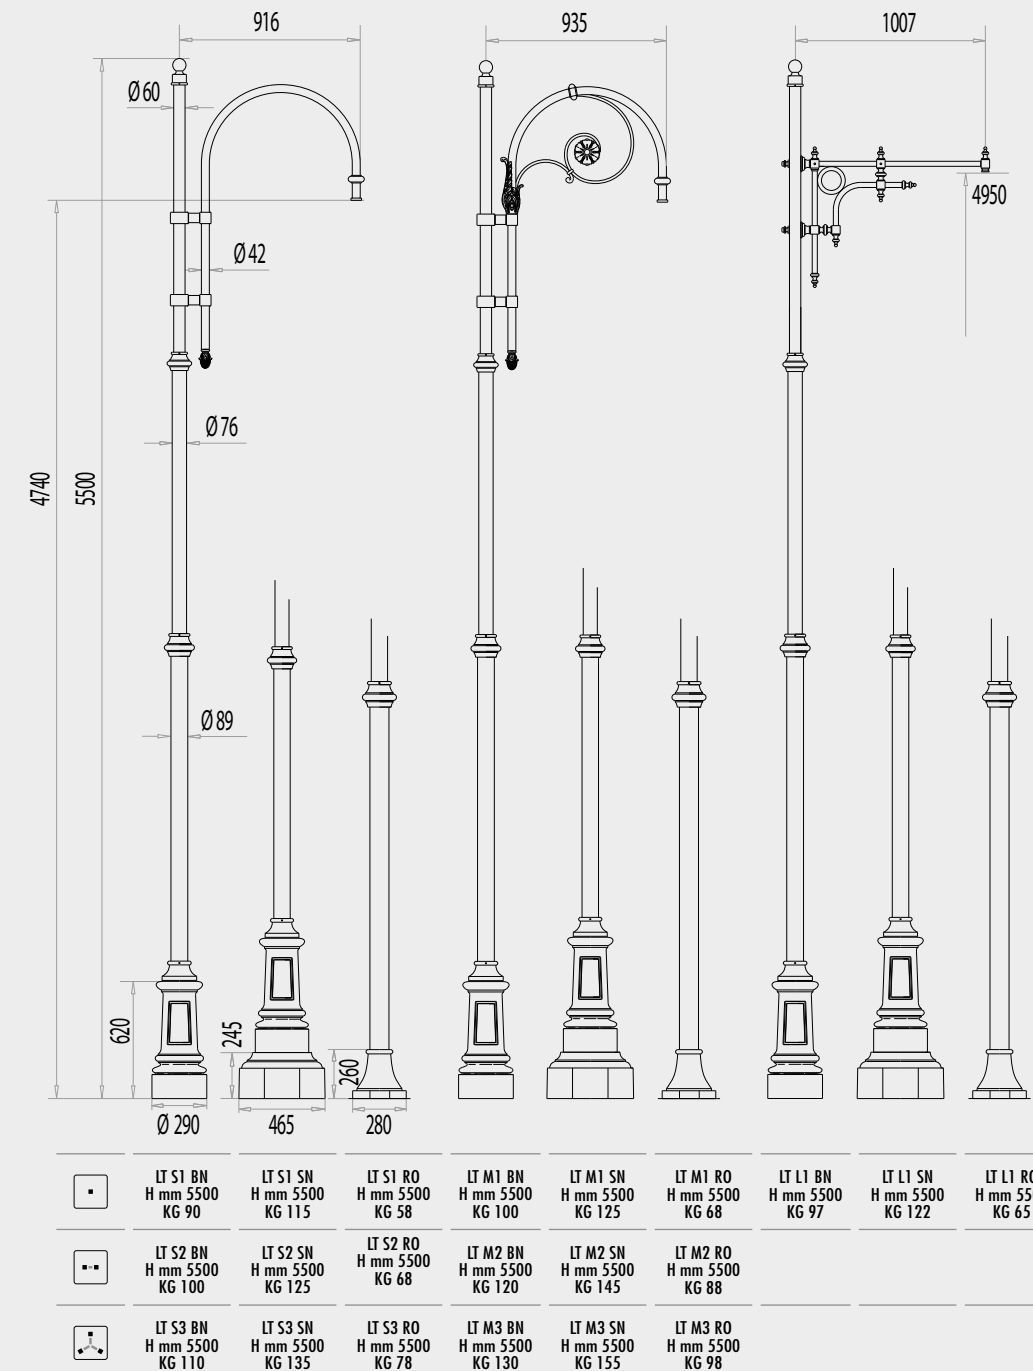 916
935
1007
Ø 60
4950
Ø 42
Ø 76
4740
5500
Ø 89
620
245
260
Ø 290
465
280
LT S1 BN
H mm 5500
KG 90
LT S1 SN
H mm 5500
KG 115
LT S1 RO
H mm 5500
KG 58
LT M1 BN
H mm 5500
KG 100
LT M1 SN
H mm 5500
KG 125
LT M1 RO
H mm 5500
KG 68
LT L1 BN
H mm 5500
KG 97
LT L1 SN
H mm 5500
KG 122
LT L1
H mm
KG 65
LT S2 BN
H mm 5500
KG 100
LT S2 SN
H mm 5500
KG 125
LT S2 RO
H mm 5500
KG 68
LT M2 BN
H mm 5500
KG 120
LT M2 SN
H mm 5500
KG 145
LT M2 RO
H mm 5500
KG 88
LT S3 BN
H mm 5500
KG 110
LT S3 SN
H mm 5500
KG 135
LT S3 RO
H mm 5500
KG 78
LT M3 BN
H mm 5500
KG 130
LT M3 SN
H mm 5500
KG 155
LT M3 RO
H mm 5500
KG 98